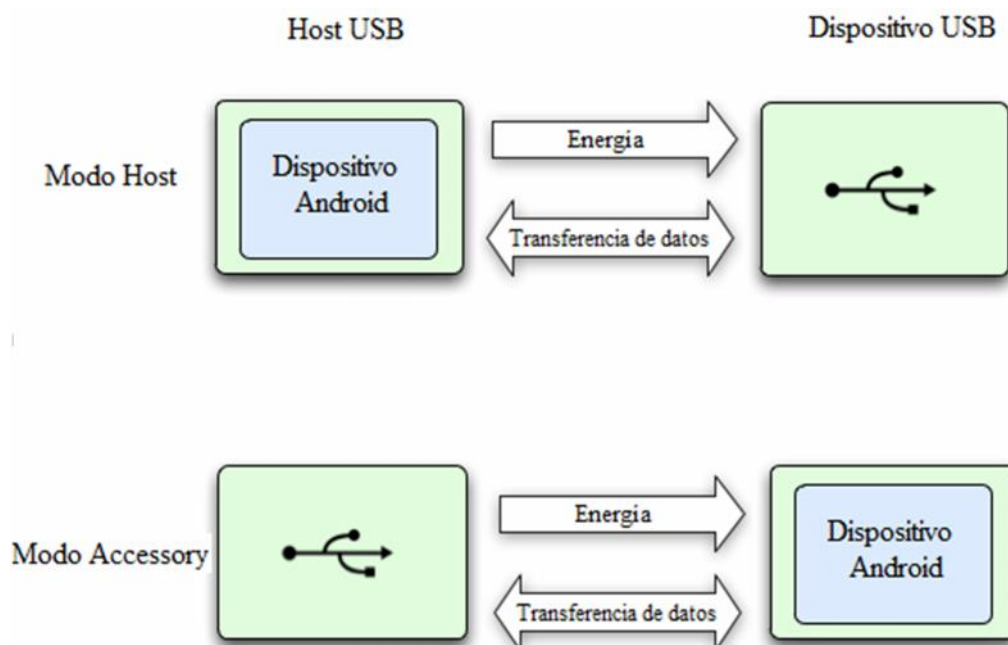 Host USB
Dispositivo USB
Modo Host
Dispositivo
Android
Energia
Transferencia de datos
Modo Accessory
Energia
Transferencia de datos
Dispositivo
Android